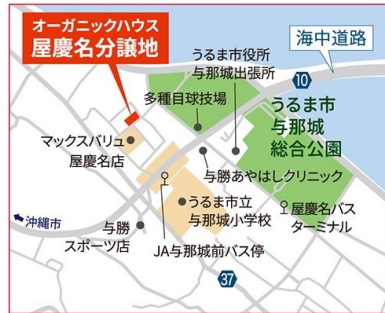 オーガニックハウス
屋慶名分譲地
海中道路
うるま市役所
与那城出張所
10
多種目球技場
うるま市
与那城
総合公園
マックスバリュ
屋慶名店
与勝あやはしクリニック
うるま市立
与那城小学校
屋慶名バス
ターミナル
沖縄市
与勝
スポーツ店
JA与那城前バス停
37